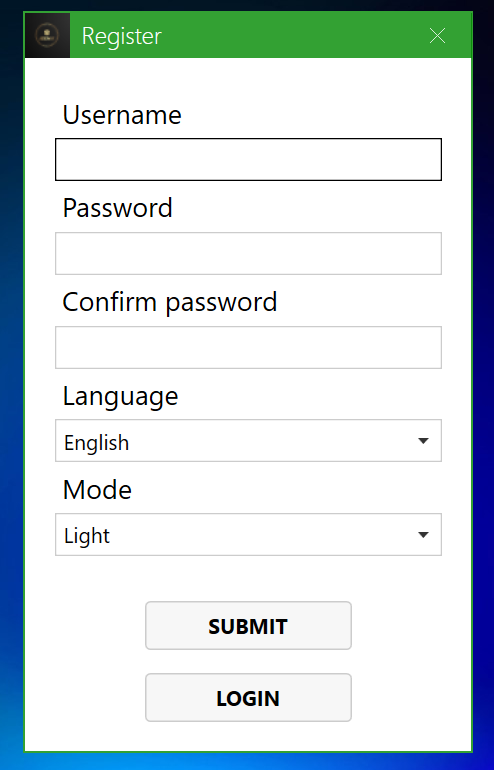 Register
Username
Password
Confirm password
Language
English
Mode
Light
SUBMIT
LOGIN